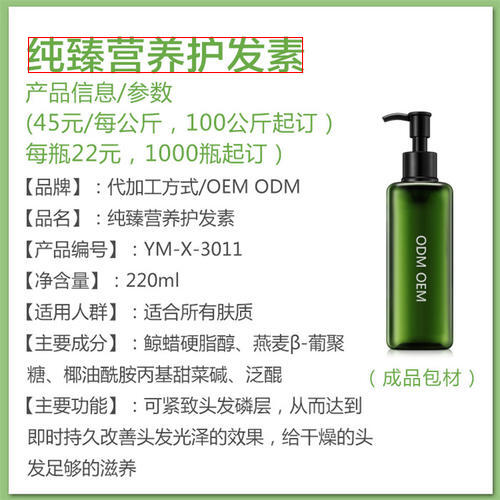 纯臻营养护发素
产品信息/参数
(45元/每公斤，100公斤起订）
每瓶22元，1000瓶起订）
【品牌】：代加工方式/OEM ODM
【品名】：纯臻营养护发素
【产品编号】：YM-X-3011
【净含量】：220ml
【适用人群】：适合所有肤质
【主要成分】：鲸蜡硬脂醇、燕麦β-葡聚
糖、椰油酰胺丙基甜菜碱、泛醌
【主要功能】：可紧致头发磷层，从而达到
即时持久改善头发光泽的效果，给干燥的头
发足够的滋养
ODM OEM
（成品包材）